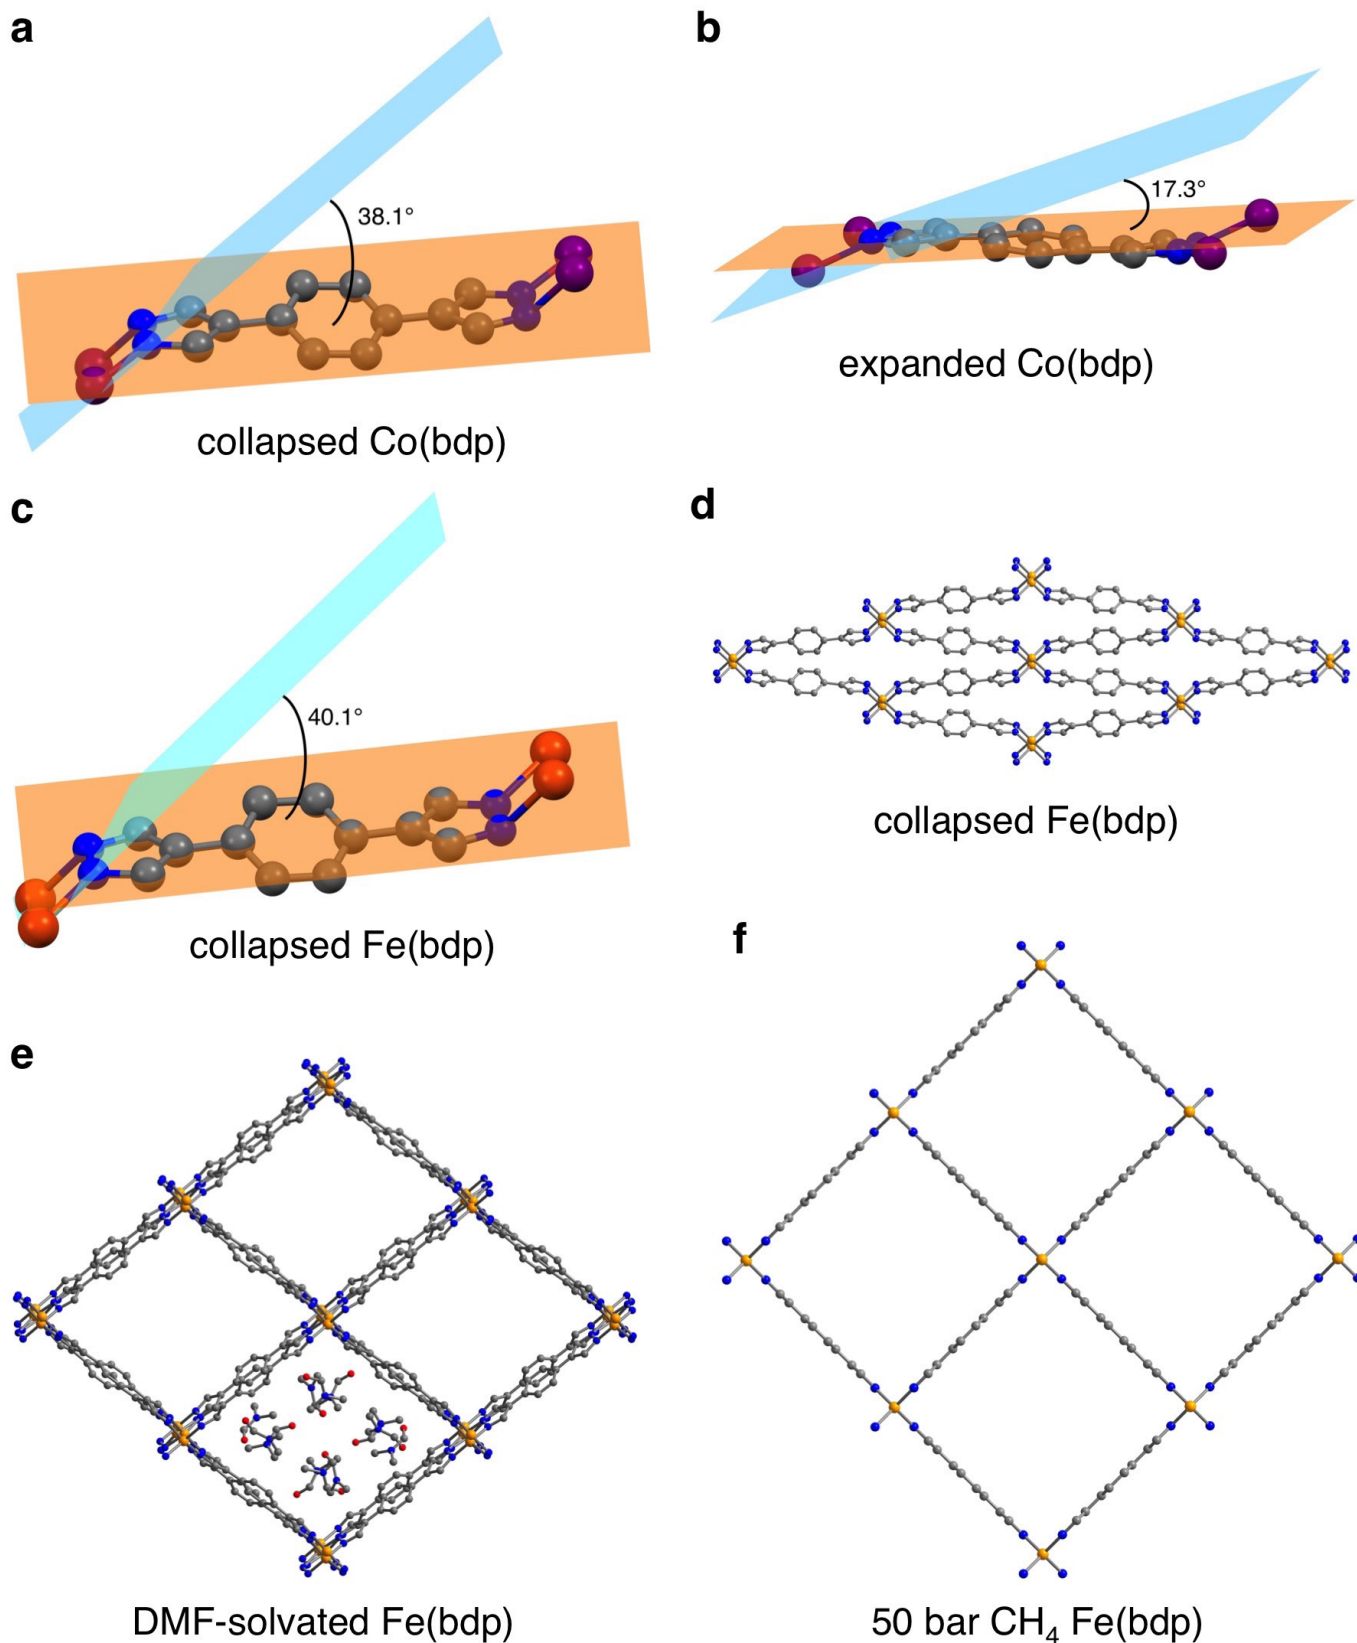 a
b
38.1°
17.3°
expanded Co(bdp)
collapsed Co(bdp)
c
d
40.1°
collapsed Fe(bdp)
collapsed Fe(bdp)
f
e
DMF-solvated Fe(bdp)
50 bar CH₄ Fe(bdp)